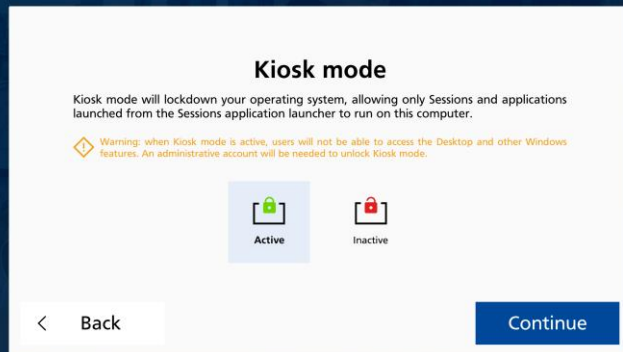 Kiosk mode
Kiosk mode will lockdown your operating system, allowing only Sessions and applications
launched from the Sessions application launcher to run on this computer.
Warning: when Kiosk mode is active, users will not be able to access the Desktop and other Windows
features. An administrative account will be needed to unlock Kiosk mode.
Active Inactive
Back Continue